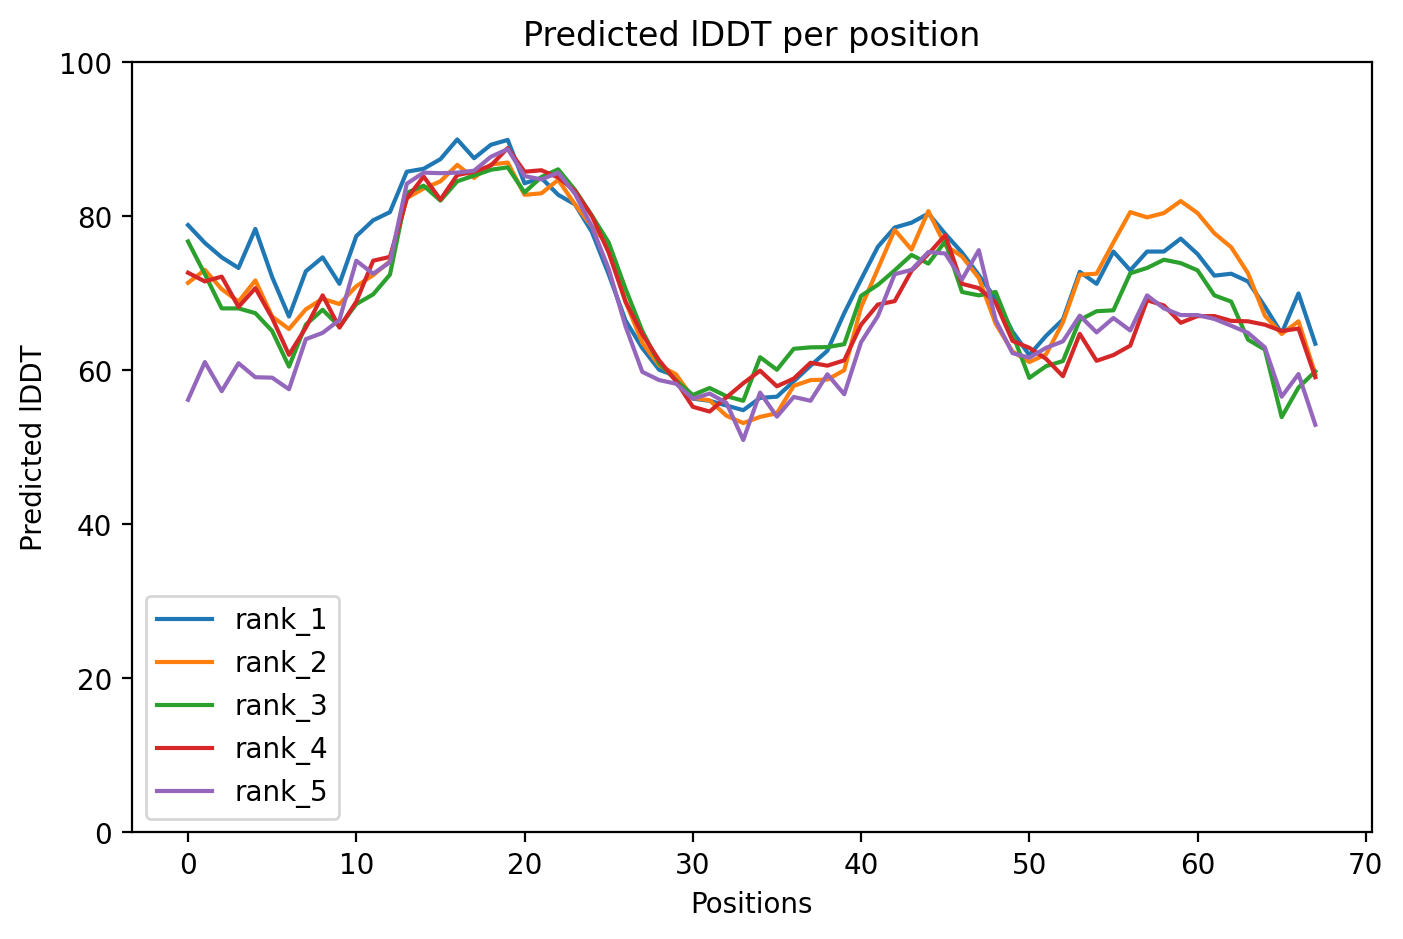 Predicted lDDT per position
100
80
60
40
20
0
Predicted lDDT
rank_1
rank_2
rank_3
rank_4
rank_5
0 10 20 30 40 50 60 70
Positions